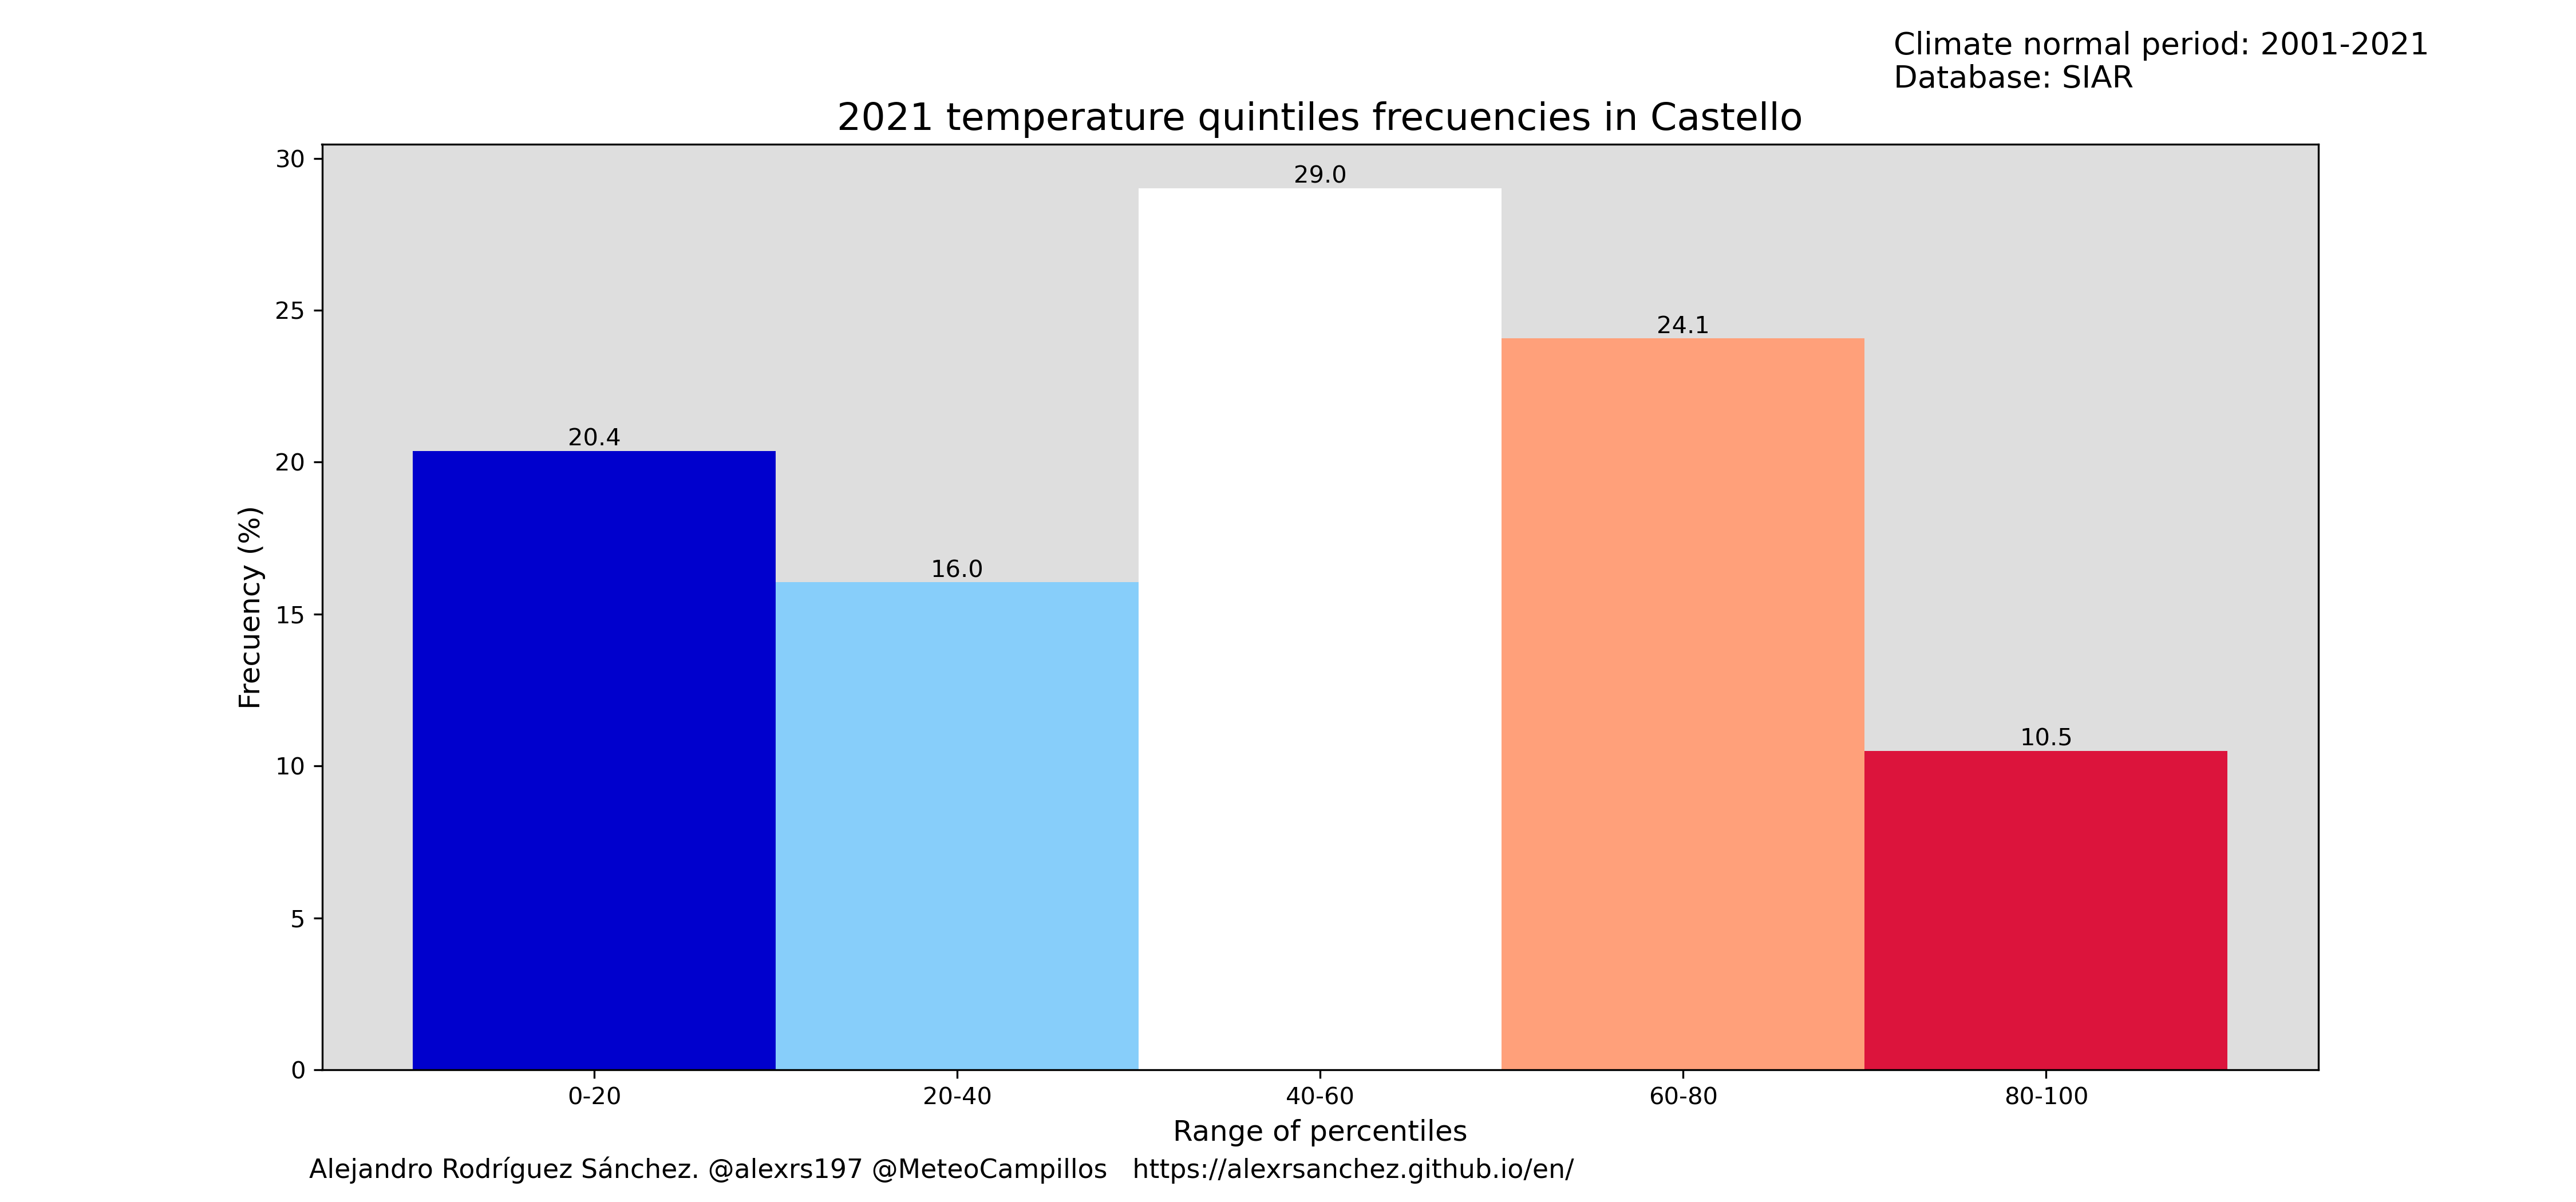 Climate normal period: 2001-2021
Database: SIAR
2021 temperature quintiles frecuencies in Castello
30
25
20
15
10
5
0
Frecuency (%)
20.4
16.0
29.0
24.1
10.5
0-20
20-40
40-60
60-80
80-100
Range of percentiles
Alejandro Rodríguez Sánchez. @alexrs197 @MeteoCampillos   https://alexrsanchez.github.io/en/